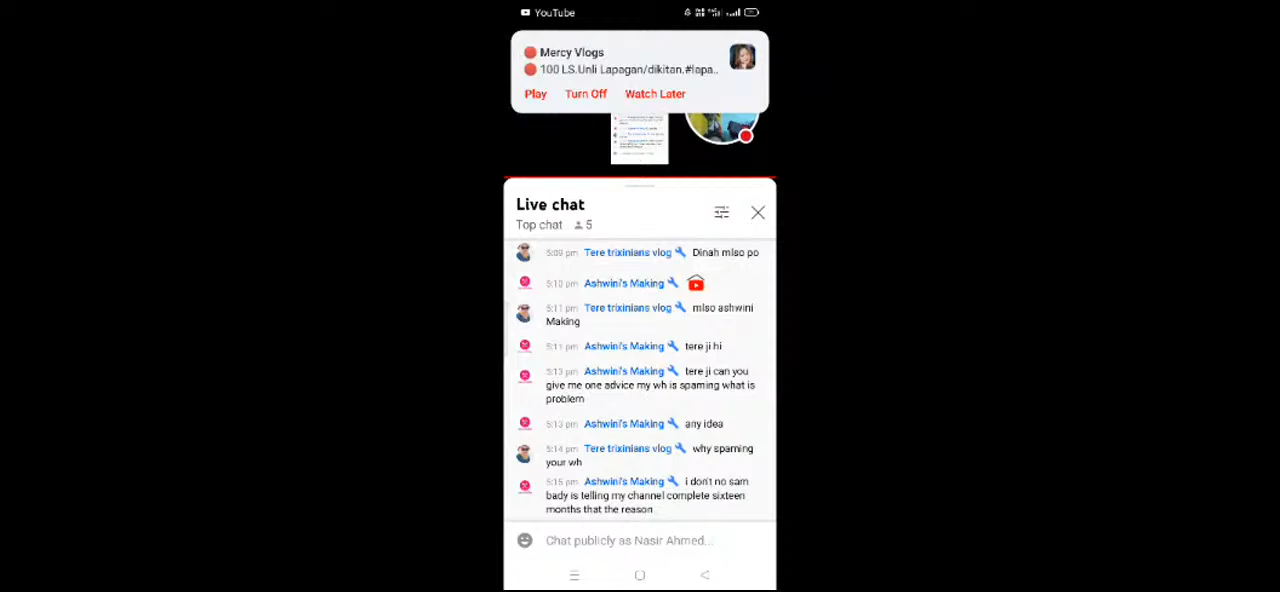 YouTube
Mercy Vlogs
100 LS.Unli Lapagan/dikitan.#lapa..
Play Turn Off Watch Later
Live chat
Top chat 5
5:09 pm Tere trixinians vlog Dinah mlso po
5:10 pm Ashwini's Making
5:11 pm Tere trixinians vlog mlso ashwini
Making
5:11 pm Ashwini's Making tere ji hi
5:13 pm Ashwini's Making tere ji can you
give me one advice my wh is spaming what is
problem
5:13 pm Ashwini's Making any idea
5:14 pm Tere trixinians vlog why spaming
your wh
5:15 pm Ashwini's Making i don't no sam
bady is telling my channel complete sixteen
months that the reason
Chat publicly as Nasir Ahmed...